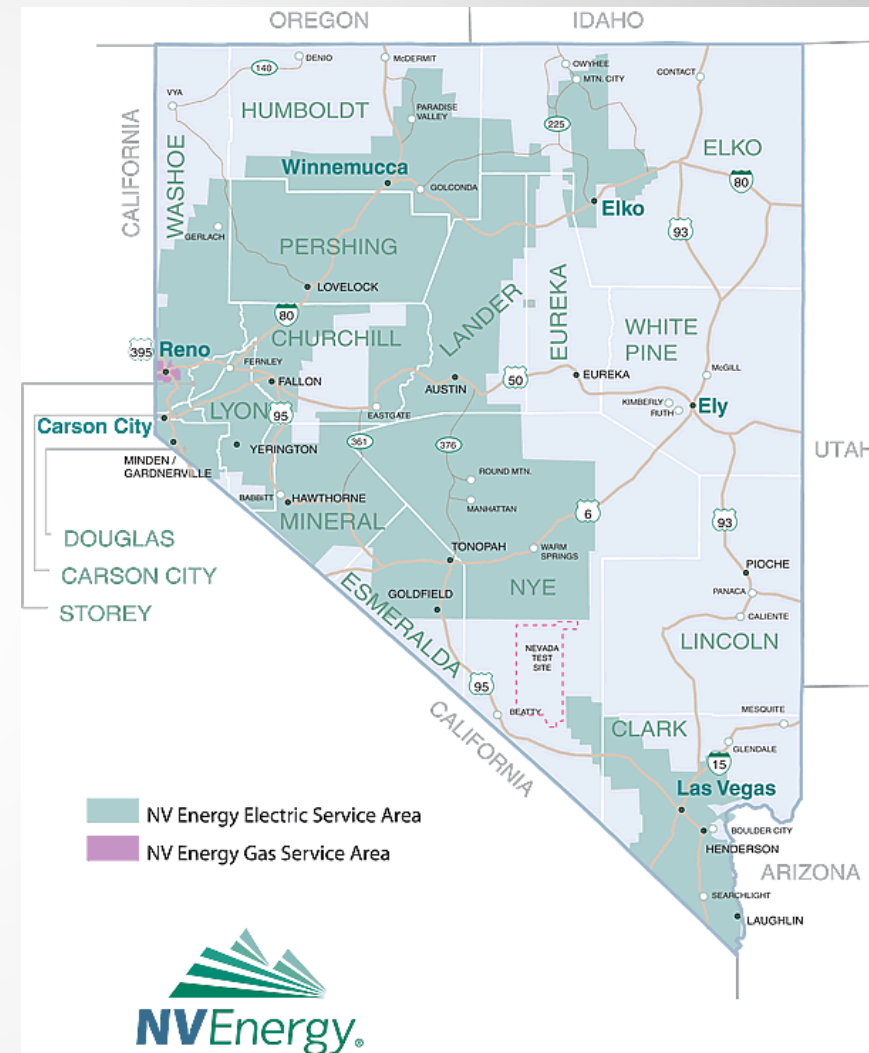 OREGON
IDAHO
DENIO
McDERMIT
OWYHEE
MTN. CITY
CONTACT
140
VYA
HUMBOLDT
PARADISE
VALLEY
225
ELKO
CALIFORNIA
WASHOE
Winnemucca
GOLCONDA
80
Elko
93
GERLACH
PERSHING
LOVELOCK
80
LANDER
EUREKA
WHITE
PINE
395
Reno
CHURCHILL
FERNLEY
FALLON
AUSTIN
50
EUREKA
McGILL
KIMBERLY
RUTH
Ely
LYON
95
EASTGATE
Carson City
361
376
UTAH
YERINGTON
MINDEN /
GARDNERVILLE
ROUND MTN.
BABBITT
HAWTHORNE
MANHATTAN
6
93
MINERAL
DOUGLAS
TONOPAH
WARM
SPRINGS
PIOCHE
CARSON CITY
ESMERALDA
GOLDFIELD
NYE
PANACA
STOREY
CALIENTE
LINCOLN
NEVADA
TEST
SITE
95
BEATTY
MESQUITE
CALIFORNIA
CLARK
GLENDALE
15
Las Vegas
NV Energy Electric Service Area
BOULDER CITY
HENDERSON
NV Energy Gas Service Area
ARIZONA
SEARCHLIGHT
LAUGHLIN
NVEnergy®